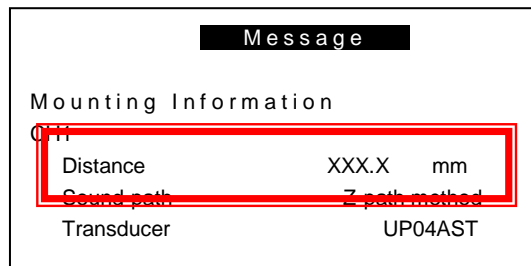 Message
Mounting Information
CH1
Distance XXX.X mm
Sound path Z path method
Transducer UP04AST